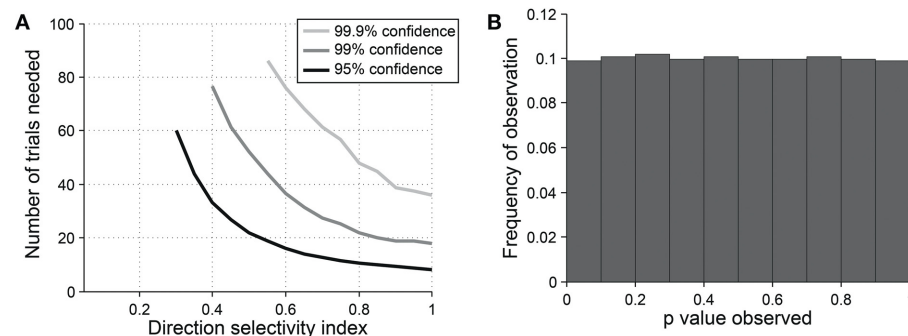 A
Number of trials needed
100
80
60
40
20
0
99.9% confidence
99% confidence
95% confidence
0.2
0.4
0.6
0.8
1
Direction selectivity index
B
Frequency of observation
0.12
0.1
0.12
0.06
0.04
0.02
0
0
0.2
0.4
0.6
0.8
p value observed